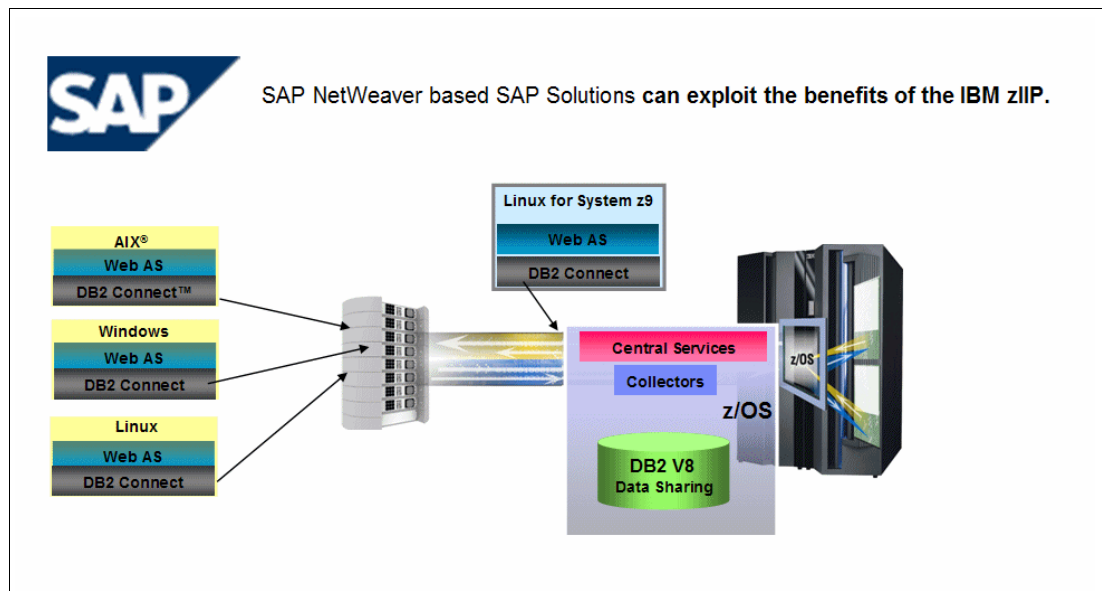 SAP
SAP NetWeaver based SAP Solutions can exploit the benefits of the IBM zIIP.
Linux for System z9
Web AS
DB2 Connect
AIX®
Web AS
DB2 Connect™
Windows
Web AS
DB2 Connect
Linux
Web AS
DB2 Connect
Central Services
Collectors
z/OS
DB2 V8
Data Sharing
z/OS